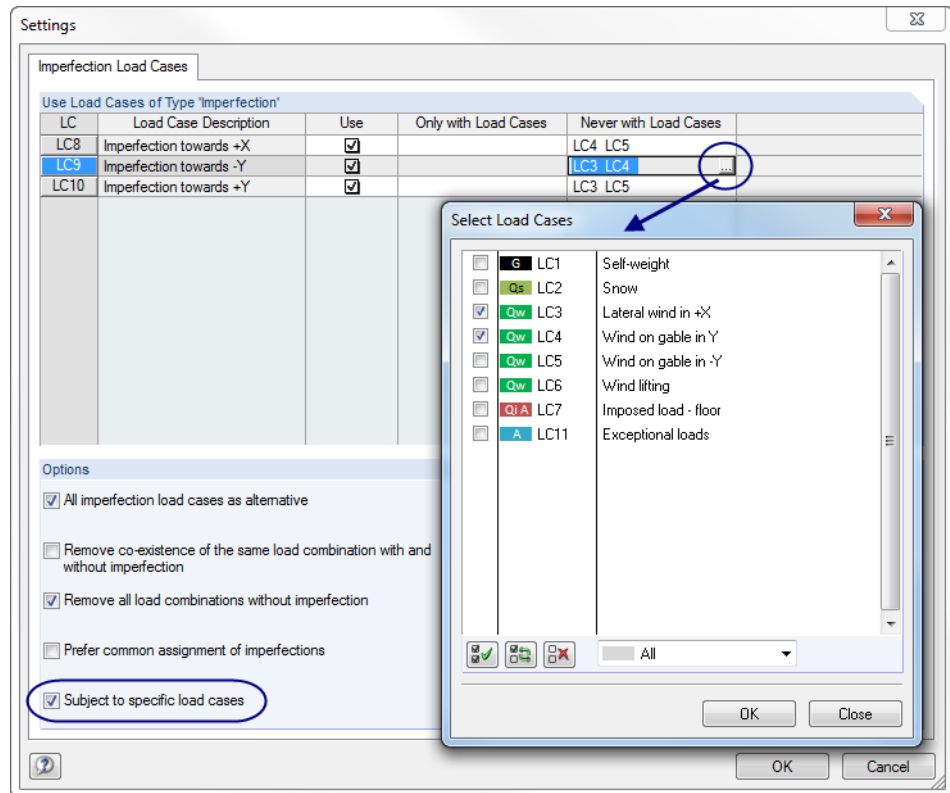 Settings
Imperfection Load Cases
Use Load Cases of Type 'Imperfection'
LC Load Case Description Use Only with Load Cases Never with Load Cases
LC8 Imperfection towards +X LC4 LC5
LC9 Imperfection towards -Y LC3 LC4 ...
LC10 Imperfection towards +Y LC3 LC5
Select Load Cases
G LC1 Self-weight
Qs LC2 Snow
Qw LC3 Lateral wind in +X
Qw LC4 Wind on gable in Y
Qw LC5 Wind on gable in -Y
Qw LC6 Wind lifting
Qi A LC7 Imposed load - floor
A LC11 Exceptional loads
All
OK Close
Options
All imperfection load cases as alternative
Remove co-existence of the same load combination with and
without imperfection
Remove all load combinations without imperfection
Prefer common assignment of imperfections
Subject to specific load cases
OK Cancel